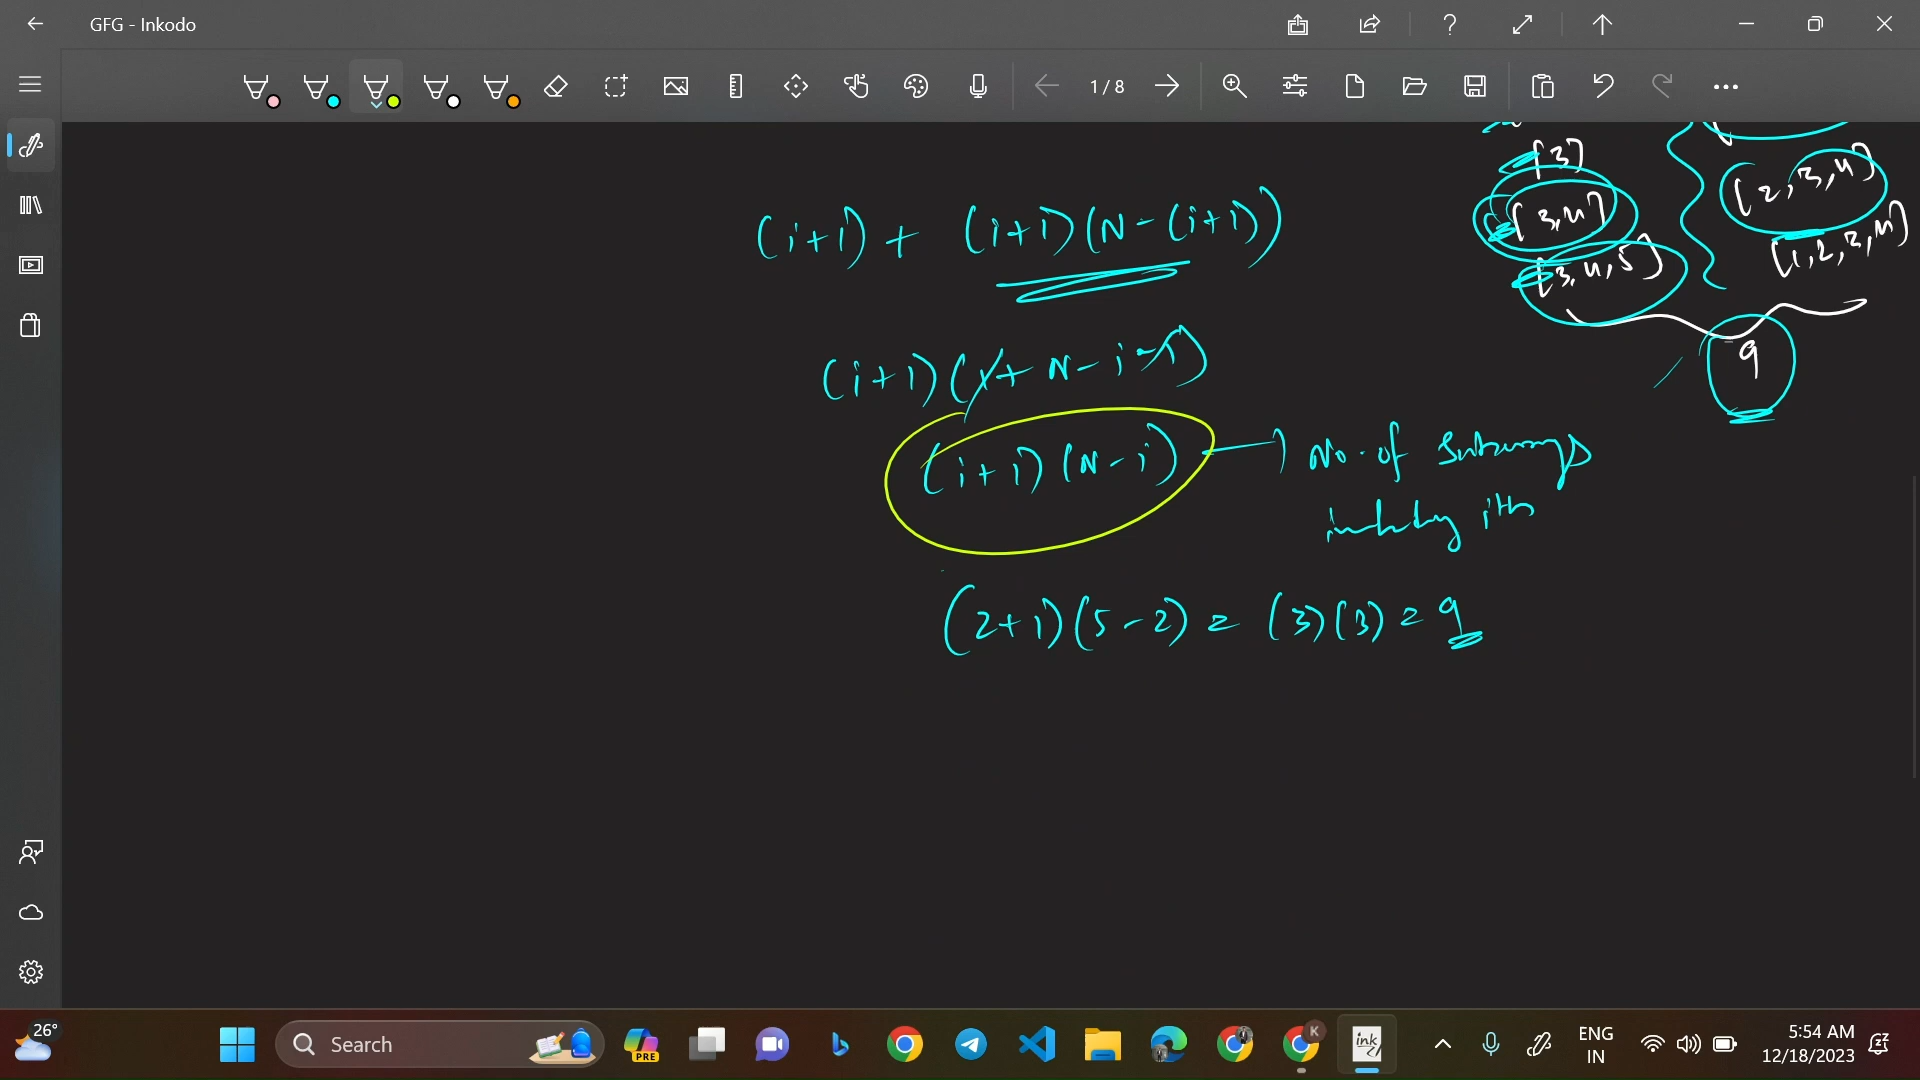 GFG - Inkodo
1 / 8
[3]
(i+1) + (i+1)(N-(i+1))
[2,3,4]
[3,4]
[1,2,3,4]
[3,4,5]
(i+1)(1+N-i-1)
9
(i+1)(N-i) → No. of Subarrays
including ith
(2+1)(5-2) = (3)(3) = 9
26°
Search
PRE
K
ink
ENG
IN
5:54 AM
12/18/2023